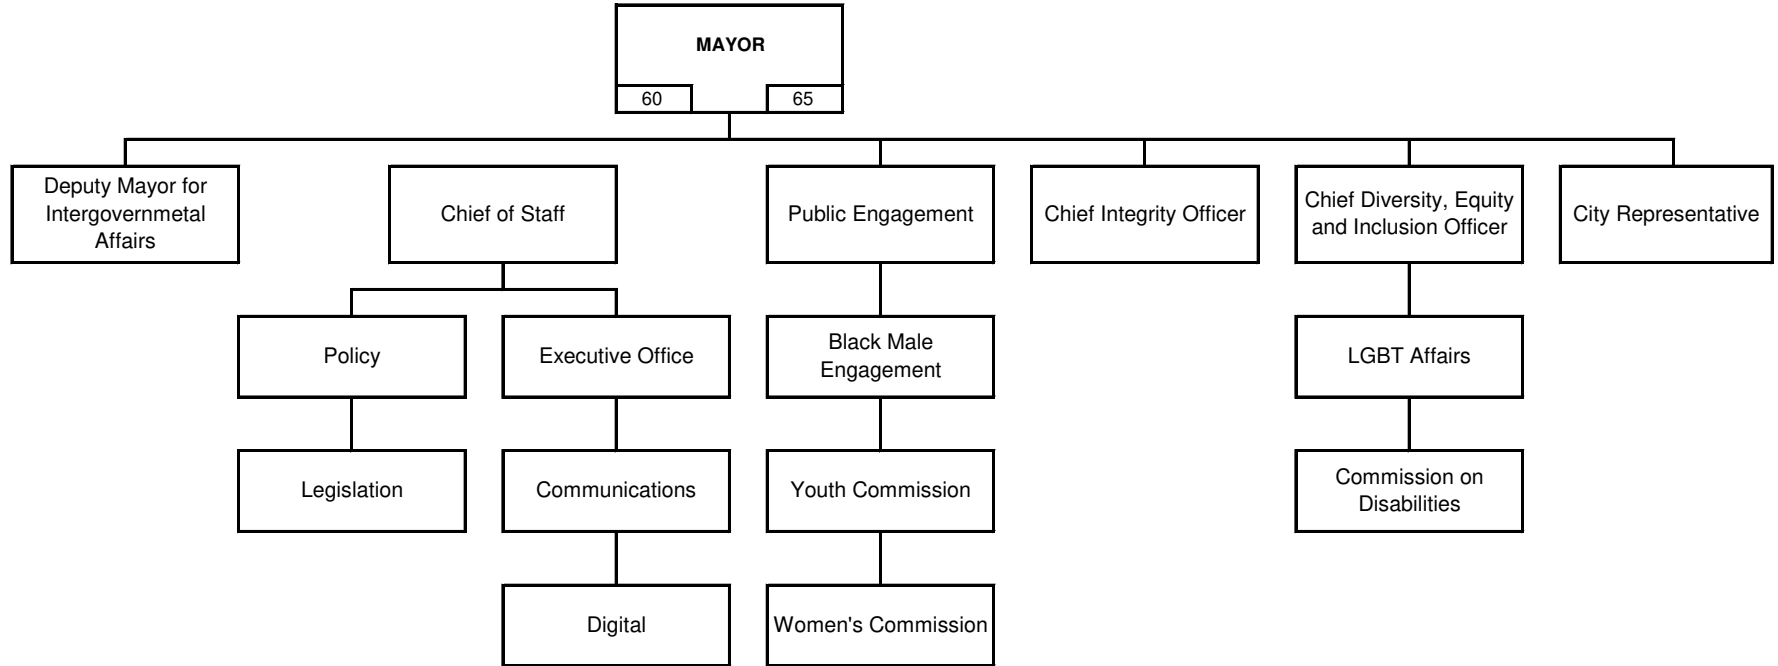 MAYOR
60
65
Deputy Mayor for
Intergovernmetal
Affairs
Chief of Staff
Public Engagement
Chief Integrity Officer
Chief Diversity, Equity
and Inclusion Officer
City Representative
Policy
Executive Office
Black Male
Engagement
LGBT Affairs
Legislation
Communications
Youth Commission
Commission on
Disabilities
Digital
Women's Commission